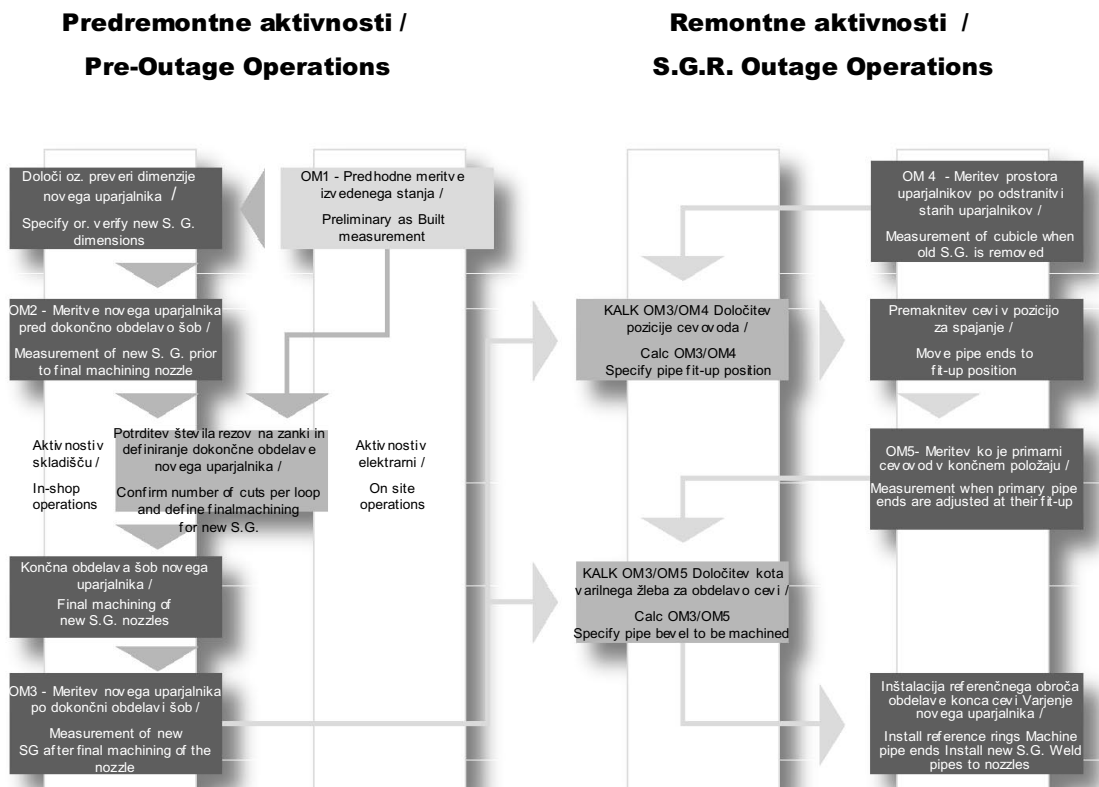 Predremontne aktivnosti /
Pre-Outage Operations
Remontne aktivnosti /
S.G.R. Outage Operations
Določi oz. preveri dimenzije
novega uparjalnika /
Specify or. verify new S. G.
dimensions
OM1 - Predhodne meritve
izvedenega stanja /
Preliminary as Built
measurement
OM 4 - Meritev prostora
uparjalnikov po odstranitvi
starih uparjalnikov /
Measurement of cubicle when
old S.G. is removed
OM2 - Meritve novega uparjalnika
pred dokončno obdelavo šob /
Measurement of new S. G. prior
to final machining nozzle
KALK OM3/OM4 Določitev
pozicije cevovoda /
Calc OM3/OM4
Specify pipe fit-up position
Premaknitev cevi v pozicijo
za spajanje /
Move pipe ends to
fit-up position
Aktivnosti v
skladišču /
In-shop
operations
Potrditev števila rezov na zanki in
definiranje dokončne obdelave
novega uparjalnika /
Confirm number of cuts per loop
and define finalmachining
for new S.G.
Aktivnosti v
elektrarni /
On site
operations
OM5- Meritev ko je primarni
cevovod v končnem položaju /
Measurement when primary pipe
ends are adjusted at their fit-up
Končna obdelava šob novega
uparjalnika /
Final machining of
new S.G. nozzles
KALK OM3/OM5 Določitev kota
varilnega žleba za obdelavo cevi /
Calc OM3/OM5
Specify pipe bevel to be machined
OM3 - Meritev novega uparjalnika
po dokončni obdelavi šob /
Measurement of new
SG after final machining of the
nozzle
Inštalacija referenčnega obroča
obdelave konca cevi Varjenje
novega uparjalnika /
Install reference rings Machine
pipe ends Install new S.G. Weld
pipes to nozzles